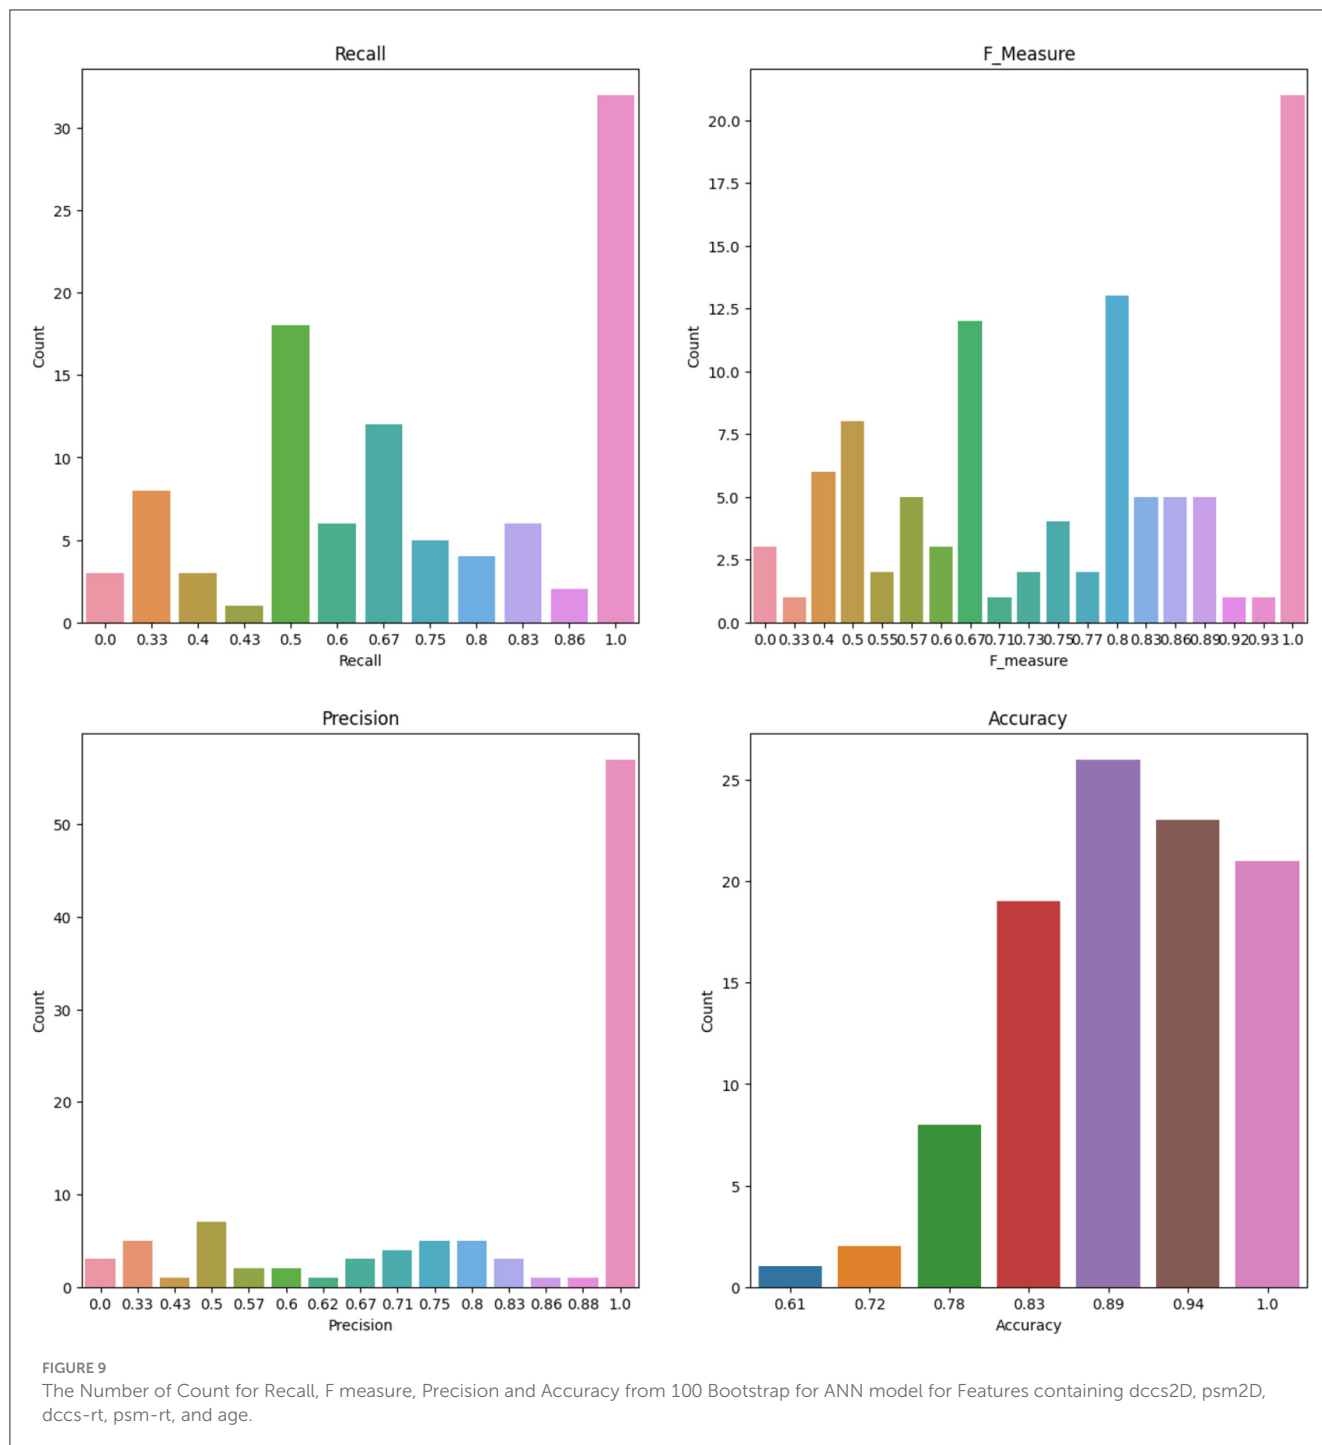 Recall
30
25
20
15
10
5
0
Count
0.0 0.33 0.4 0.43 0.5 0.6 0.67 0.75 0.8 0.83 0.86 1.0
Recall
F_Measure
20.0
17.5
15.0
12.5
10.0
7.5
5.0
2.5
0.0
Count
0.0 0.33 0.4 0.5 0.55 0.57 0.6 0.67 0.71 0.73 0.75 0.77 0.8 0.83 0.86 0.89 0.92 0.93 1.0
F_measure
Precision
50
40
30
20
10
0
Count
0.0 0.33 0.43 0.5 0.57 0.6 0.62 0.67 0.71 0.75 0.8 0.83 0.86 0.88 1.0
Precision
Accuracy
25
20
15
10
5
0
Count
0.61 0.72 0.78 0.83 0.89 0.94 1.0
Accuracy
FIGURE 9
The Number of Count for Recall, F measure, Precision and Accuracy from 100 Bootstrap for ANN model for Features containing dccs2D, psm2D,
dccs-rt, psm-rt, and age.